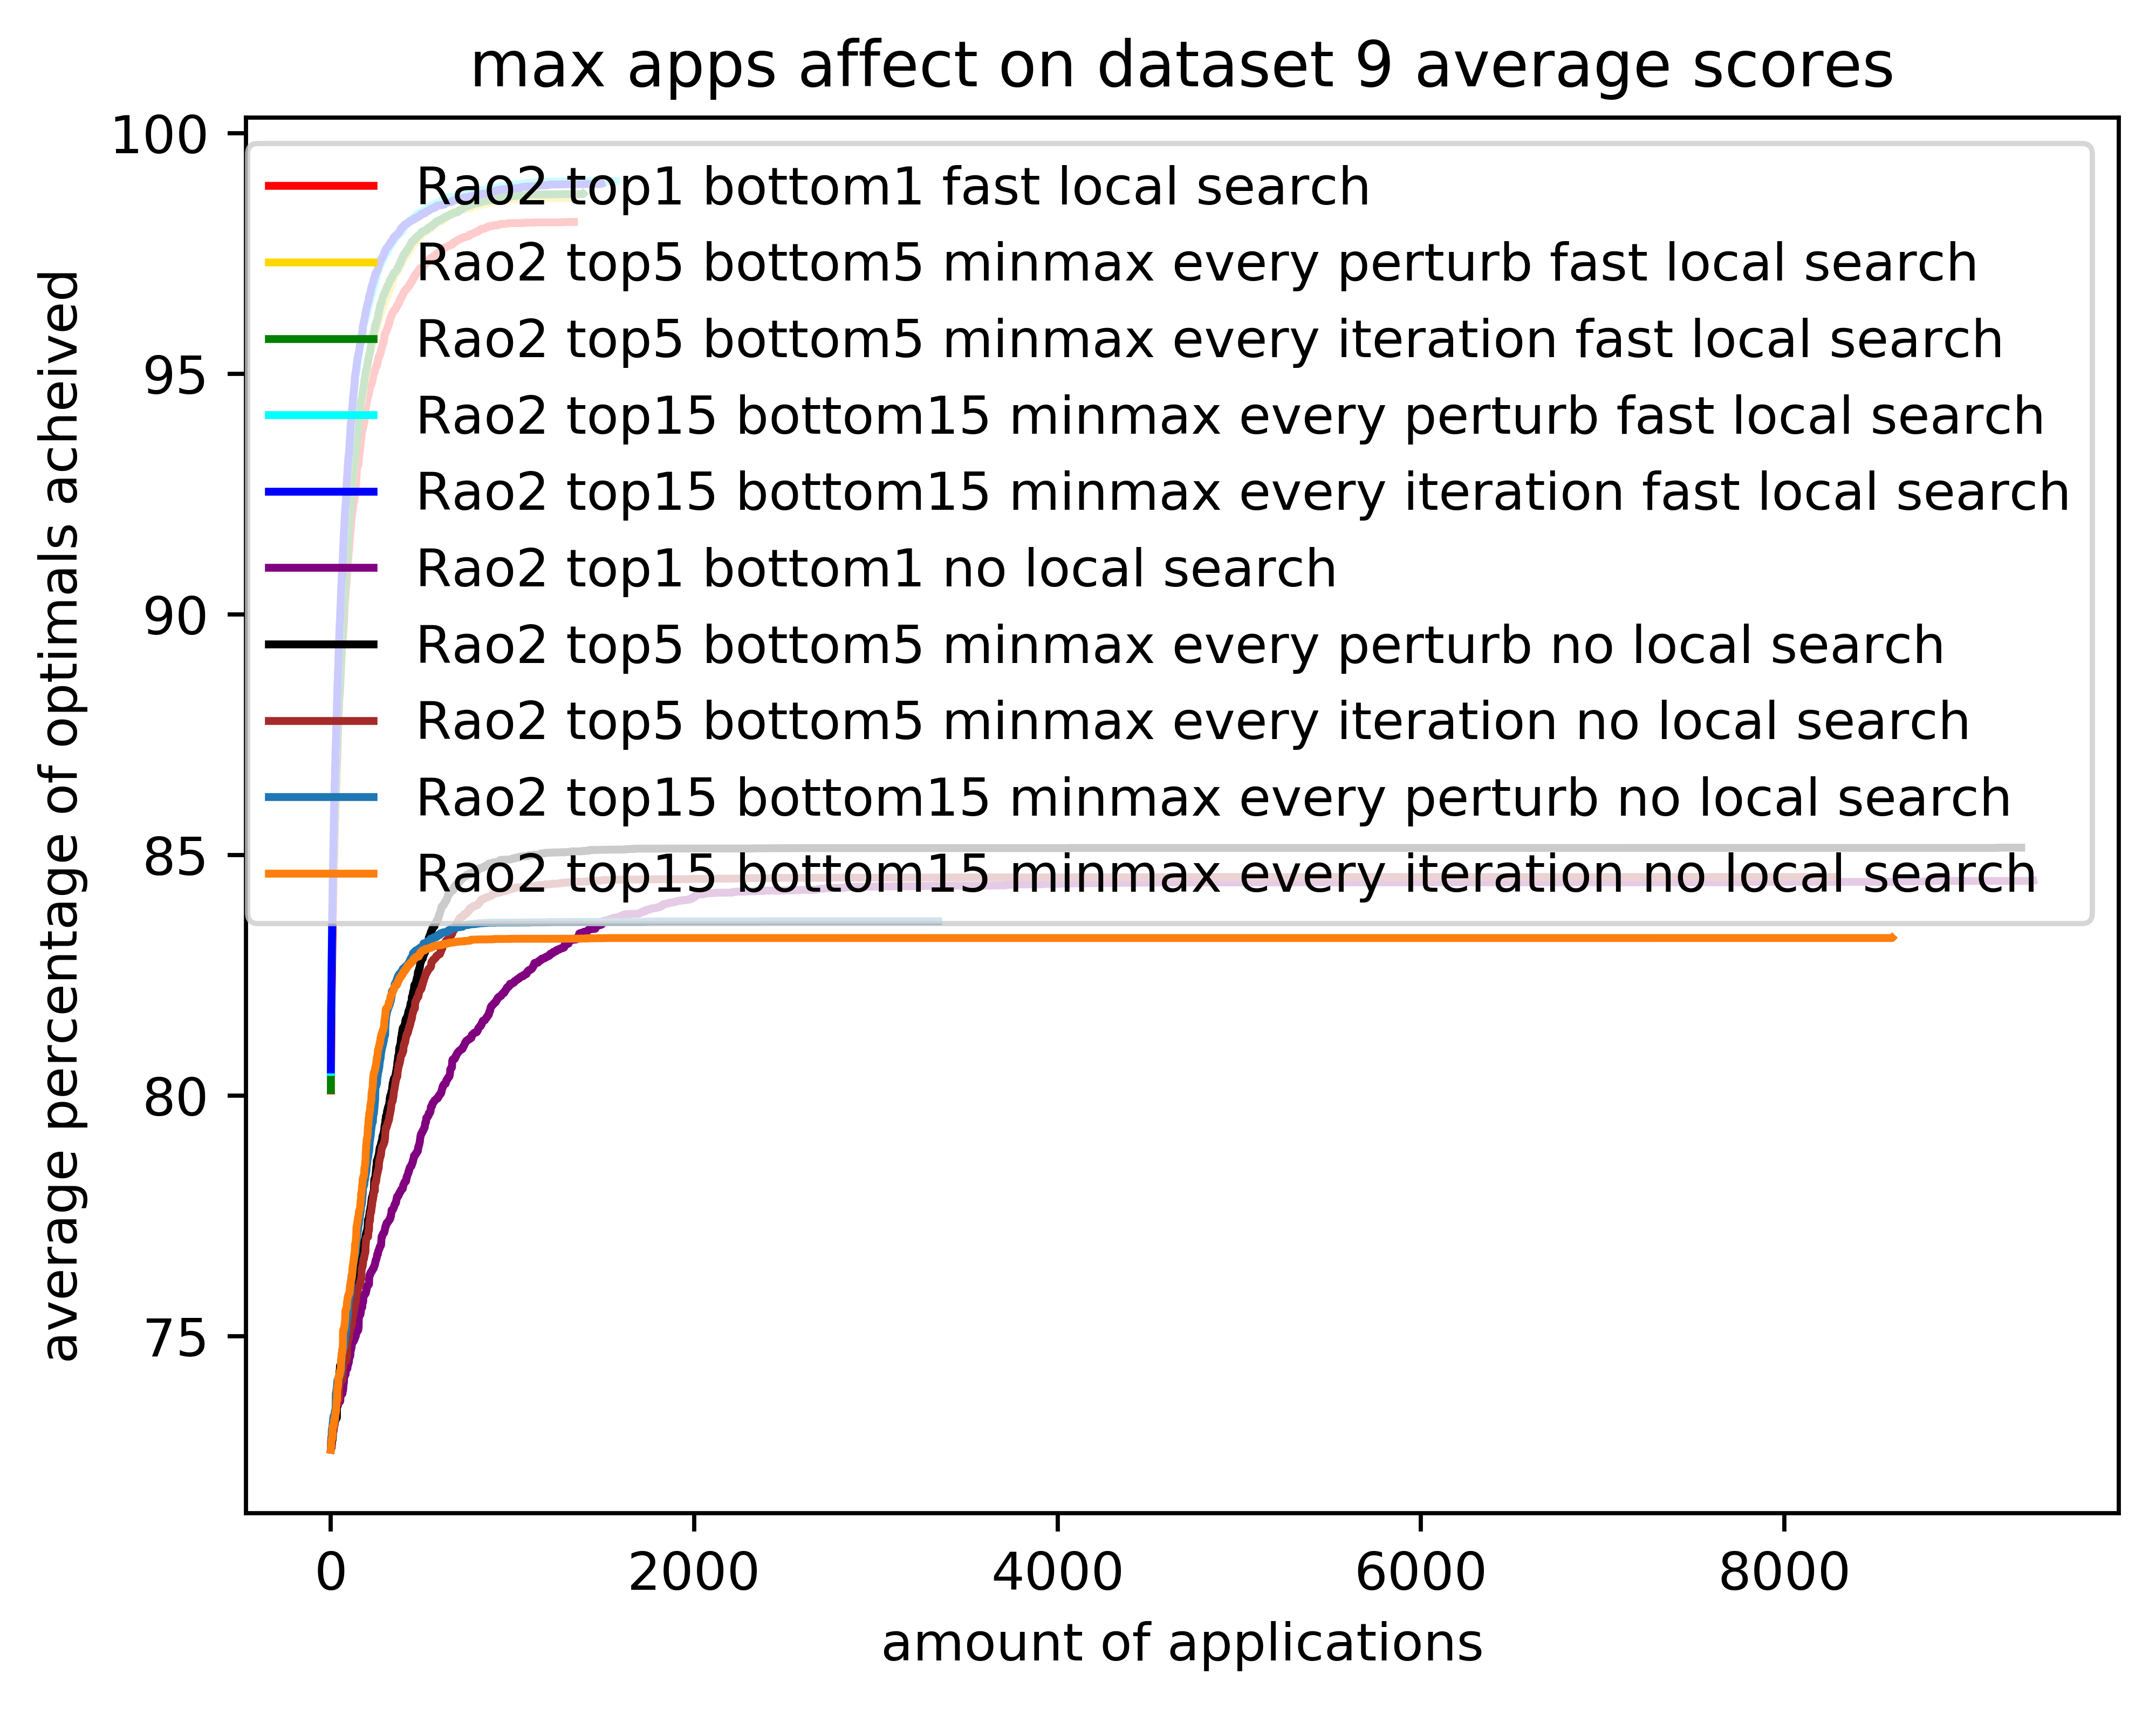 max apps affect on dataset 9 average scores
100
95
90
85
80
75
average percentage of optimals acheived
Rao2 top1 bottom1 fast local search
Rao2 top5 bottom5 minmax every perturb fast local search
Rao2 top5 bottom5 minmax every iteration fast local search
Rao2 top15 bottom15 minmax every perturb fast local search
Rao2 top15 bottom15 minmax every iteration fast local search
Rao2 top1 bottom1 no local search
Rao2 top5 bottom5 minmax every perturb no local search
Rao2 top5 bottom5 minmax every iteration no local search
Rao2 top15 bottom15 minmax every perturb no local search
Rao2 top15 bottom15 minmax every iteration no local search
0 2000 4000 6000 8000
amount of applications